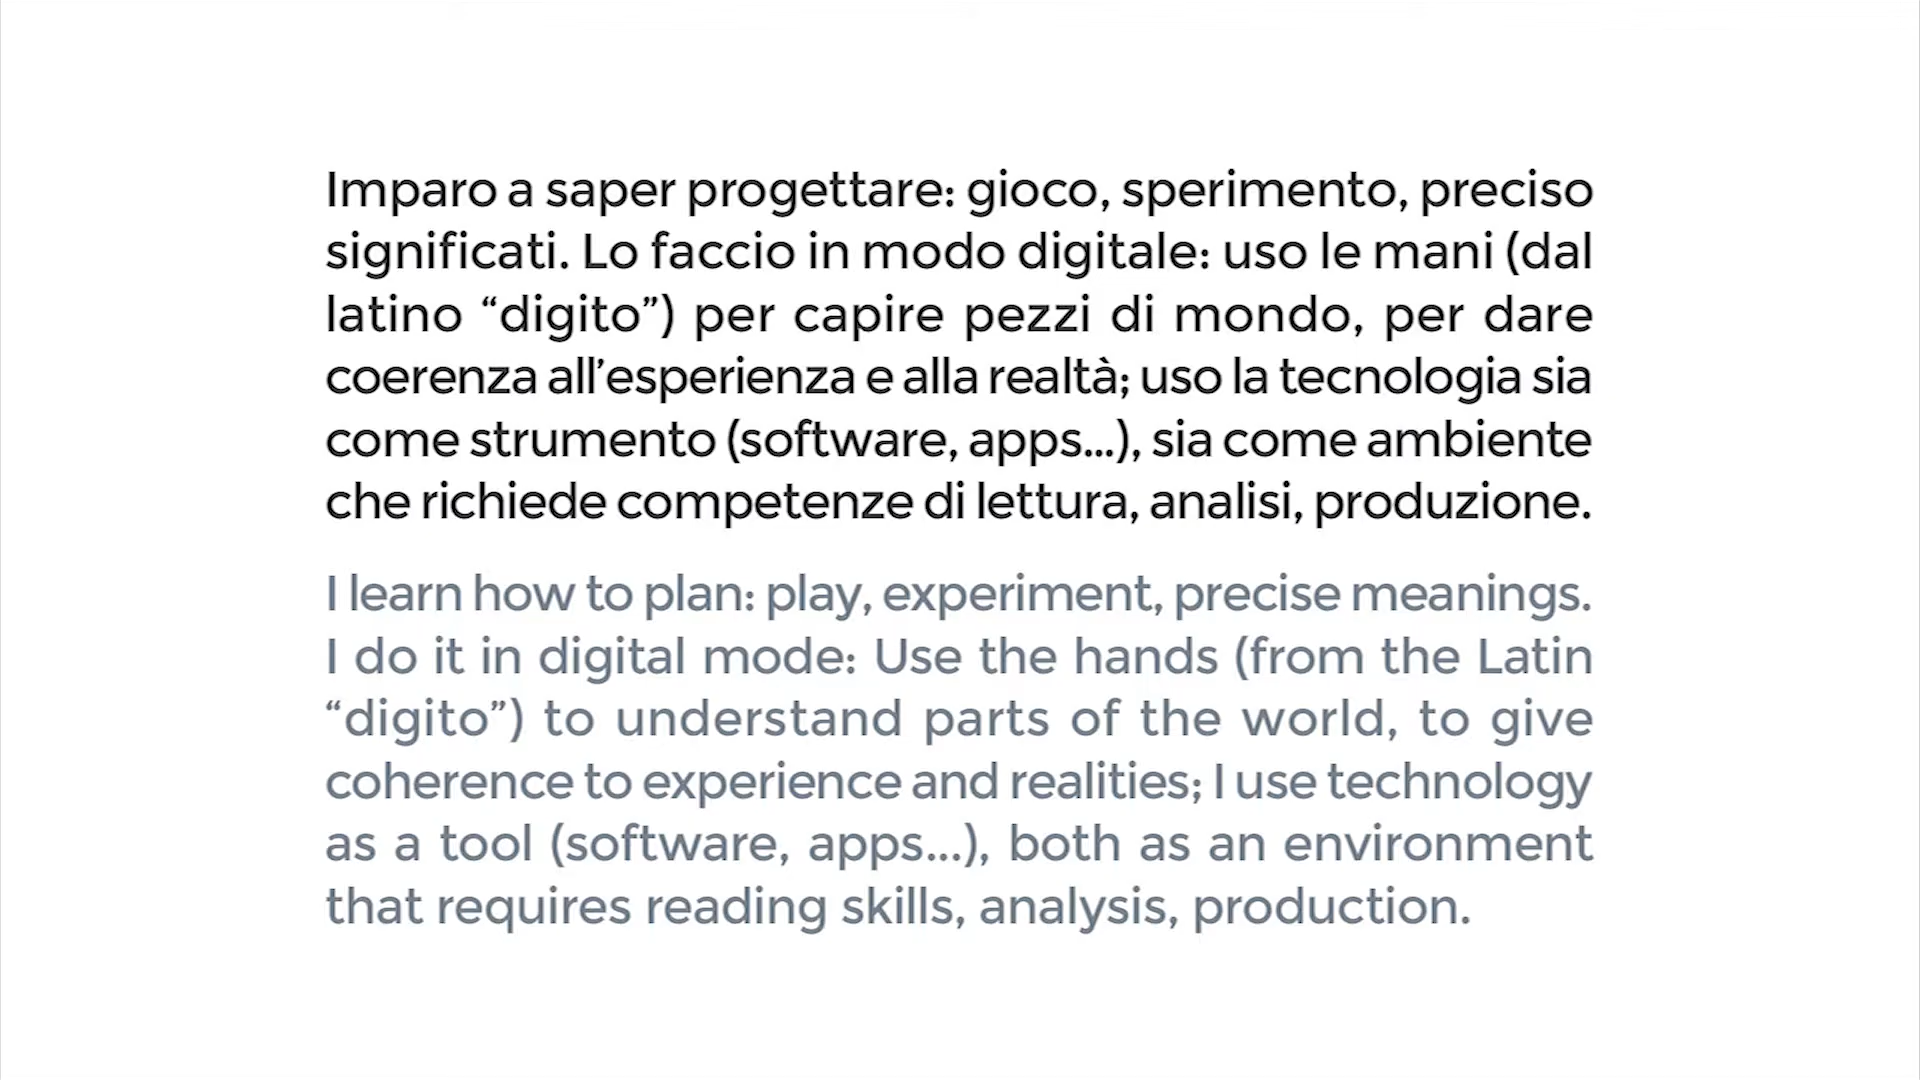 Imparo a saper progettare: gioco, sperimento, preciso
significati. Lo faccio in modo digitale: uso le mani (dal
latino “digito”) per capire pezzi di mondo, per dare
coerenza all’esperienza e alla realtà; uso la tecnologia sia
come strumento (software, apps...), sia come ambiente
che richiede competenze di lettura, analisi, produzione.
I learn how to plan: play, experiment, precise meanings.
I do it in digital mode: Use the hands (from the Latin
“digito”) to understand parts of the world, to give
coherence to experience and realities; I use technology
as a tool (software, apps...), both as an environment
that requires reading skills, analysis, production.